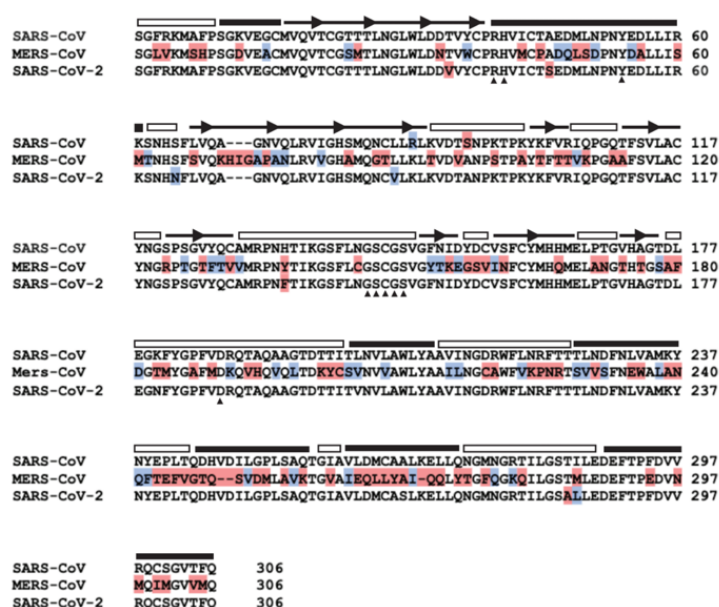 SARS-CoV SGFRKMAFPSGKVEGCMVQVTCGTTTLNGLWLDDTVYCPRHVICTAEDMLNPNYEDLLIR 60
MERS-CoV SGLVKMSHPSGDVEACMVQVTCGSMTLNGLWLDNTVWCPRHVMCPADQLSDPNYDALLIS 60
SARS-CoV-2 SGFRKMAFPSGKVEGCMVQVTCGTTTLNGLWLDDVVYCPRHVICTSEDMLNPNYEDLLIR 60
SARS-CoV KSNHSFLVQA---GNVQLRVIGHSMQNCLLRLKVDTSNPKTPKYKFVRIQPGQTFSVLAC 117
MERS-CoV MTNHSFSVQKHIGAPANLRVVGHAMQGTLLKLTVDVANPSTPAYTFTTVKPGAAFSVLAC 120
SARS-CoV-2 KSNHNFLVQA---GNVQLRVIGHSMQNCVLKLKVDTANPKTPKYKFVRIQPGQTFSVLAC 117
SARS-CoV YNGSPSGVYQCAMRPNHTIKGSFLNGSCGSVGFNIDYDCVSFCYMHHMELPTGVHAGTDL 177
MERS-CoV YNGRPTGTFTVVMRPNYTIKGSFLCGSCGSVGYTKEGSVINFCYMHQMELANGTHTGSAF 180
SARS-CoV-2 YNGSPSGVYQCAMRPNFTIKGSFLNGSCGSVGFNIDYDCVSFCYMHHMELPTGVHAGTDL 177
SARS-CoV EGKFYGPFVDRQTAQAAGTDTTITLNVLAWLYAAVINGDRWFLNRFTTTLNDFNLVAMKY 237
Mers-CoV DGTMYGAFMDKQVHQVQLTDKYCSVNVVAWLYAAILNGCAWFVKPNRTSVVSFNEWALAN 240
SARS-CoV-2 EGNFYGPFVDRQTAQAAGTDTTITVNVLAWLYAAVINGDRWFLNRFTTTLNDFNLVAMKY 237
SARS-CoV NYEPLTQDHVDILGPLSAQTGIAVLDMCAALKELLQNGMNGRTILGSTILEDEFTPFDVV 297
MERS-CoV QFTEFVGTQ--SVDMLAVKTGVAIEQLLYAI-QQLYTGFQGKQILGSTMLEDEFTPEDVN 297
SARS-CoV-2 NYEPLTQDHVDILGPLSAQTGIAVLDMCASLKELLQNGMNGRTILGSALLEDEFTPFDVV 297
SARS-CoV RQCSGVTFQ 306
MERS-CoV MQIMGVVMQ 306
SARS-CoV-2 RQCSGVTFQ 306